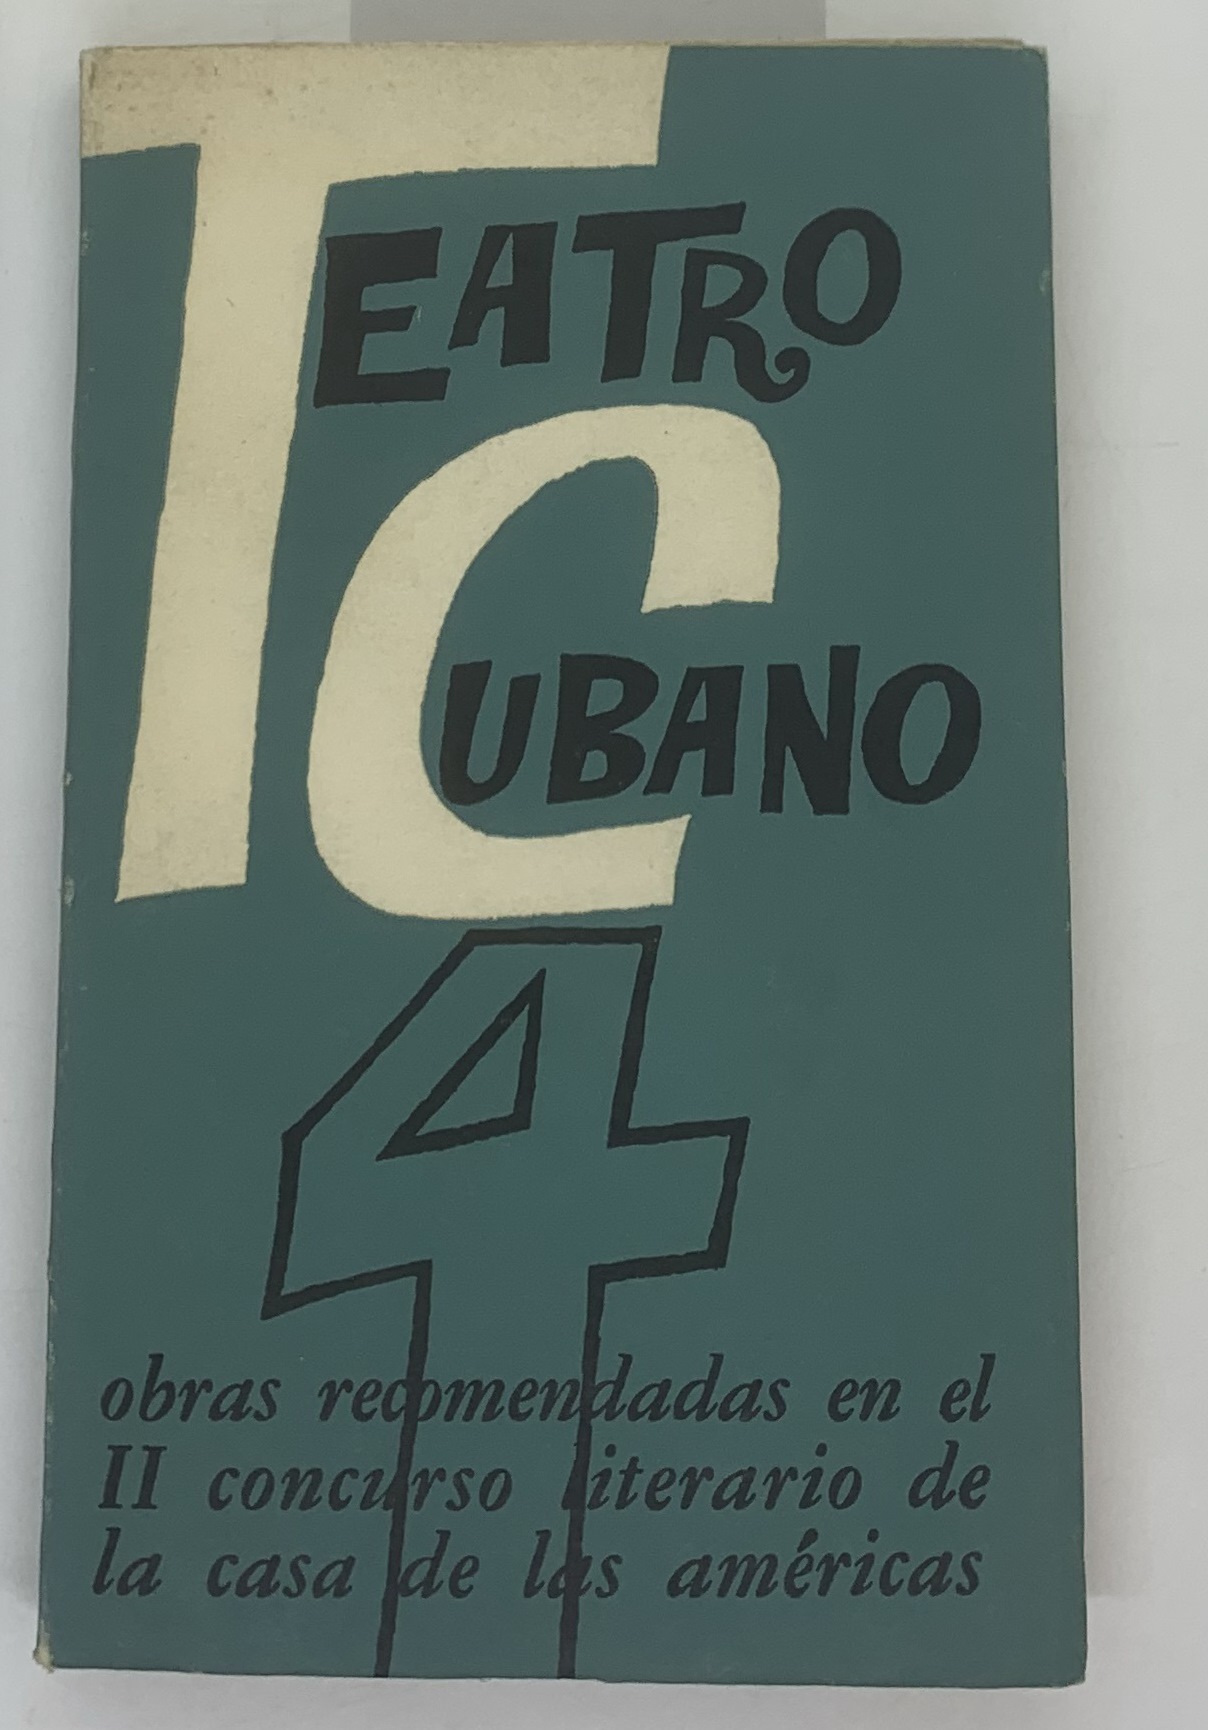 TEATRO
CUBANO
4
obras recomendadas en el
II concurso literario de
la casa de las américas